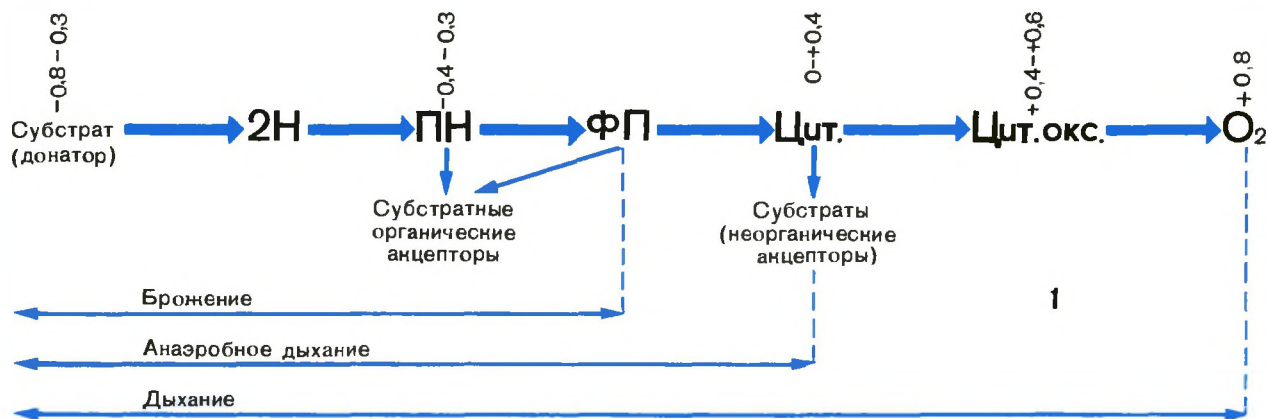 -0,8-0,3
-0,4-0,3
0-+0,4
+0,4-+0,6
+0,8
Субстрат
(донатор)
2Н
ПН
ФП
Цит.
Цит.окс.
O₂
Субстратные
органические
акцепторы
Субстраты
(неорганические
акцепторы)
Брожение
1
Анаэробное дыхание
Дыхание